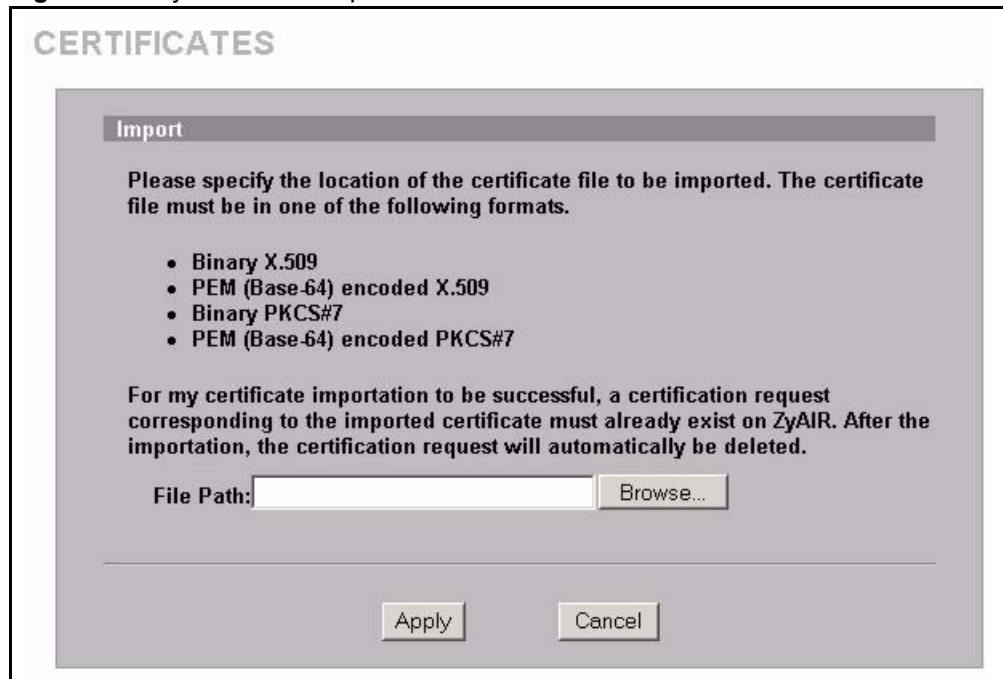 CERTIFICATES
Import
Please specify the location of the certificate file to be imported. The certificate
file must be in one of the following formats.
• Binary X.509
• PEM (Base-64) encoded X.509
• Binary PKCS#7
• PEM (Base-64) encoded PKCS#7
For my certificate importation to be successful, a certification request
corresponding to the imported certificate must already exist on ZyAIR. After the
importation, the certification request will automatically be deleted.
File Path: Browse...
Apply Cancel